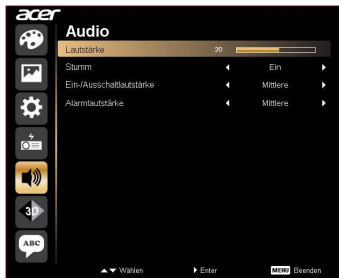 acer
Audio
Lautstärke 20
Stumm Ein
Ein-/Ausschaltlautstärke Mittlere
Alarmlautstärke Mittlere
3D
ABC
Wählen Enter MENU Beenden